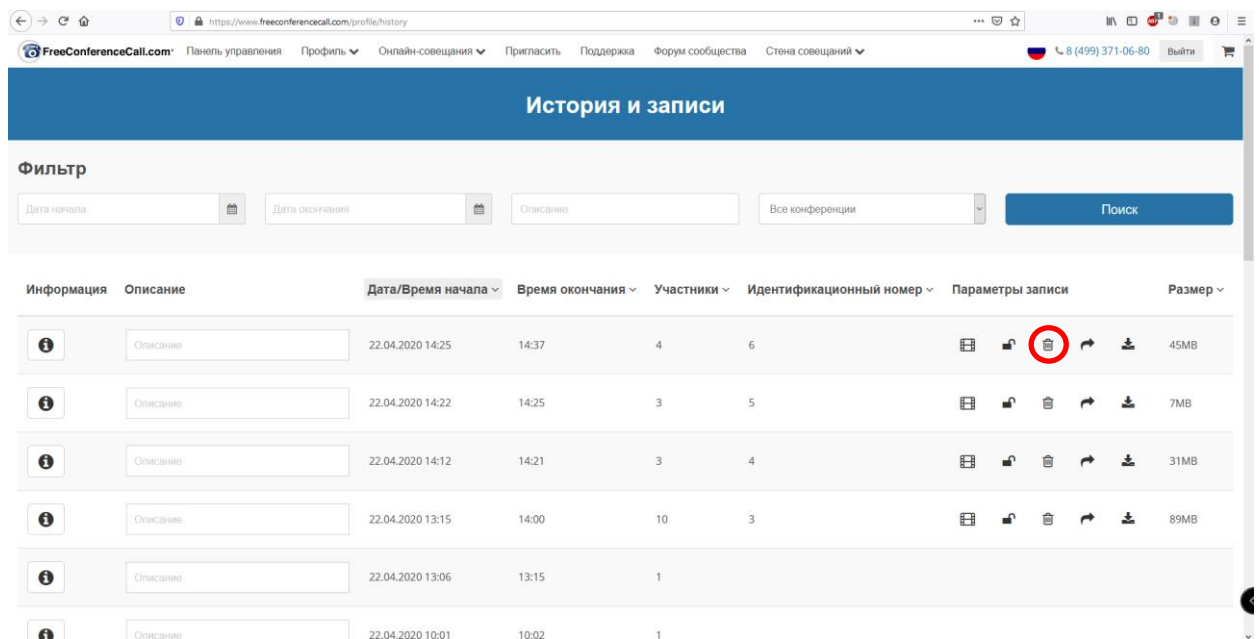 https://www.freeconferencecall.com/profile/history
FreeConferenceCall.com Панель управления Профиль Онлайн-совещания Пригласить Поддержка Форум сообщества Стена совещаний 8 (499) 371-06-80 Выйти
История и записи
Фильтр
Дата начала Дата окончания Описание Все конференции Поиск
Информация Описание Дата/Время начала Время окончания Участники Идентификационный номер Параметры записи Размер
Описание 22.04.2020 14:25 14:37 4 6 45MB
Описание 22.04.2020 14:22 14:25 3 5 7MB
Описание 22.04.2020 14:12 14:21 3 4 31MB
Описание 22.04.2020 13:15 14:00 10 3 89MB
Описание 22.04.2020 13:06 13:15 1
Описание 22.04.2020 10:01 10:02 1